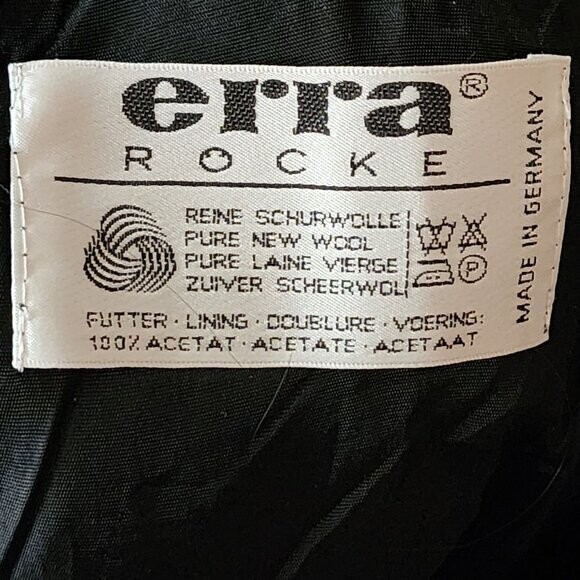 erra®
RÖCKE
REINE SCHURWOLLE
PURE NEW WOOL
PURE LAINE VIERGE
ZUIVER SCHEERWOL
P
MADE IN GERMANY
FUTTER · LINING · DOUBLURE · VOERING:
100% ACETAT · ACETATE · ACETAAT